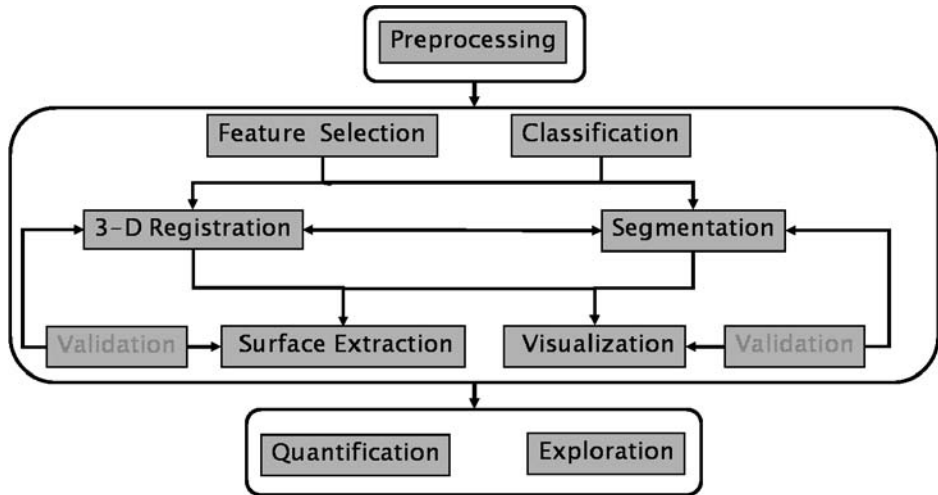 Preprocessing
Feature Selection
Classification
3-D Registration
Segmentation
Validation
Surface Extraction
Visualization
Validation
Quantification
Exploration